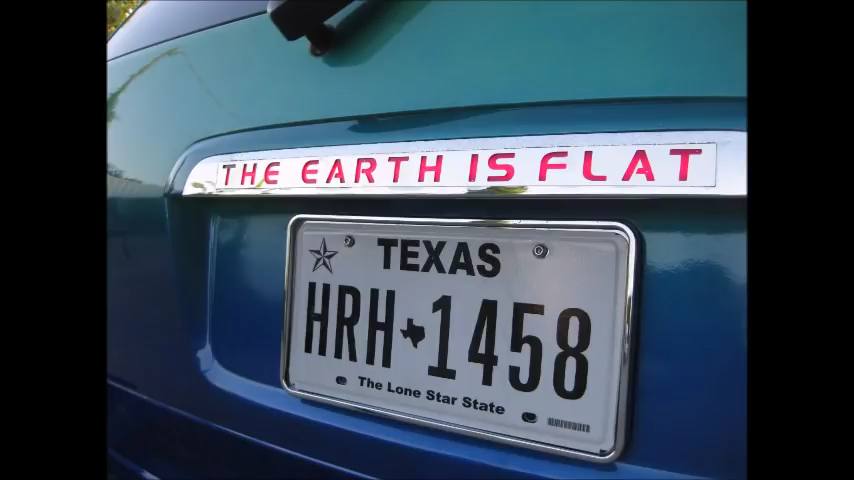 THE EARTH IS FLAT
TEXAS
HRH 1458
The Lone Star State